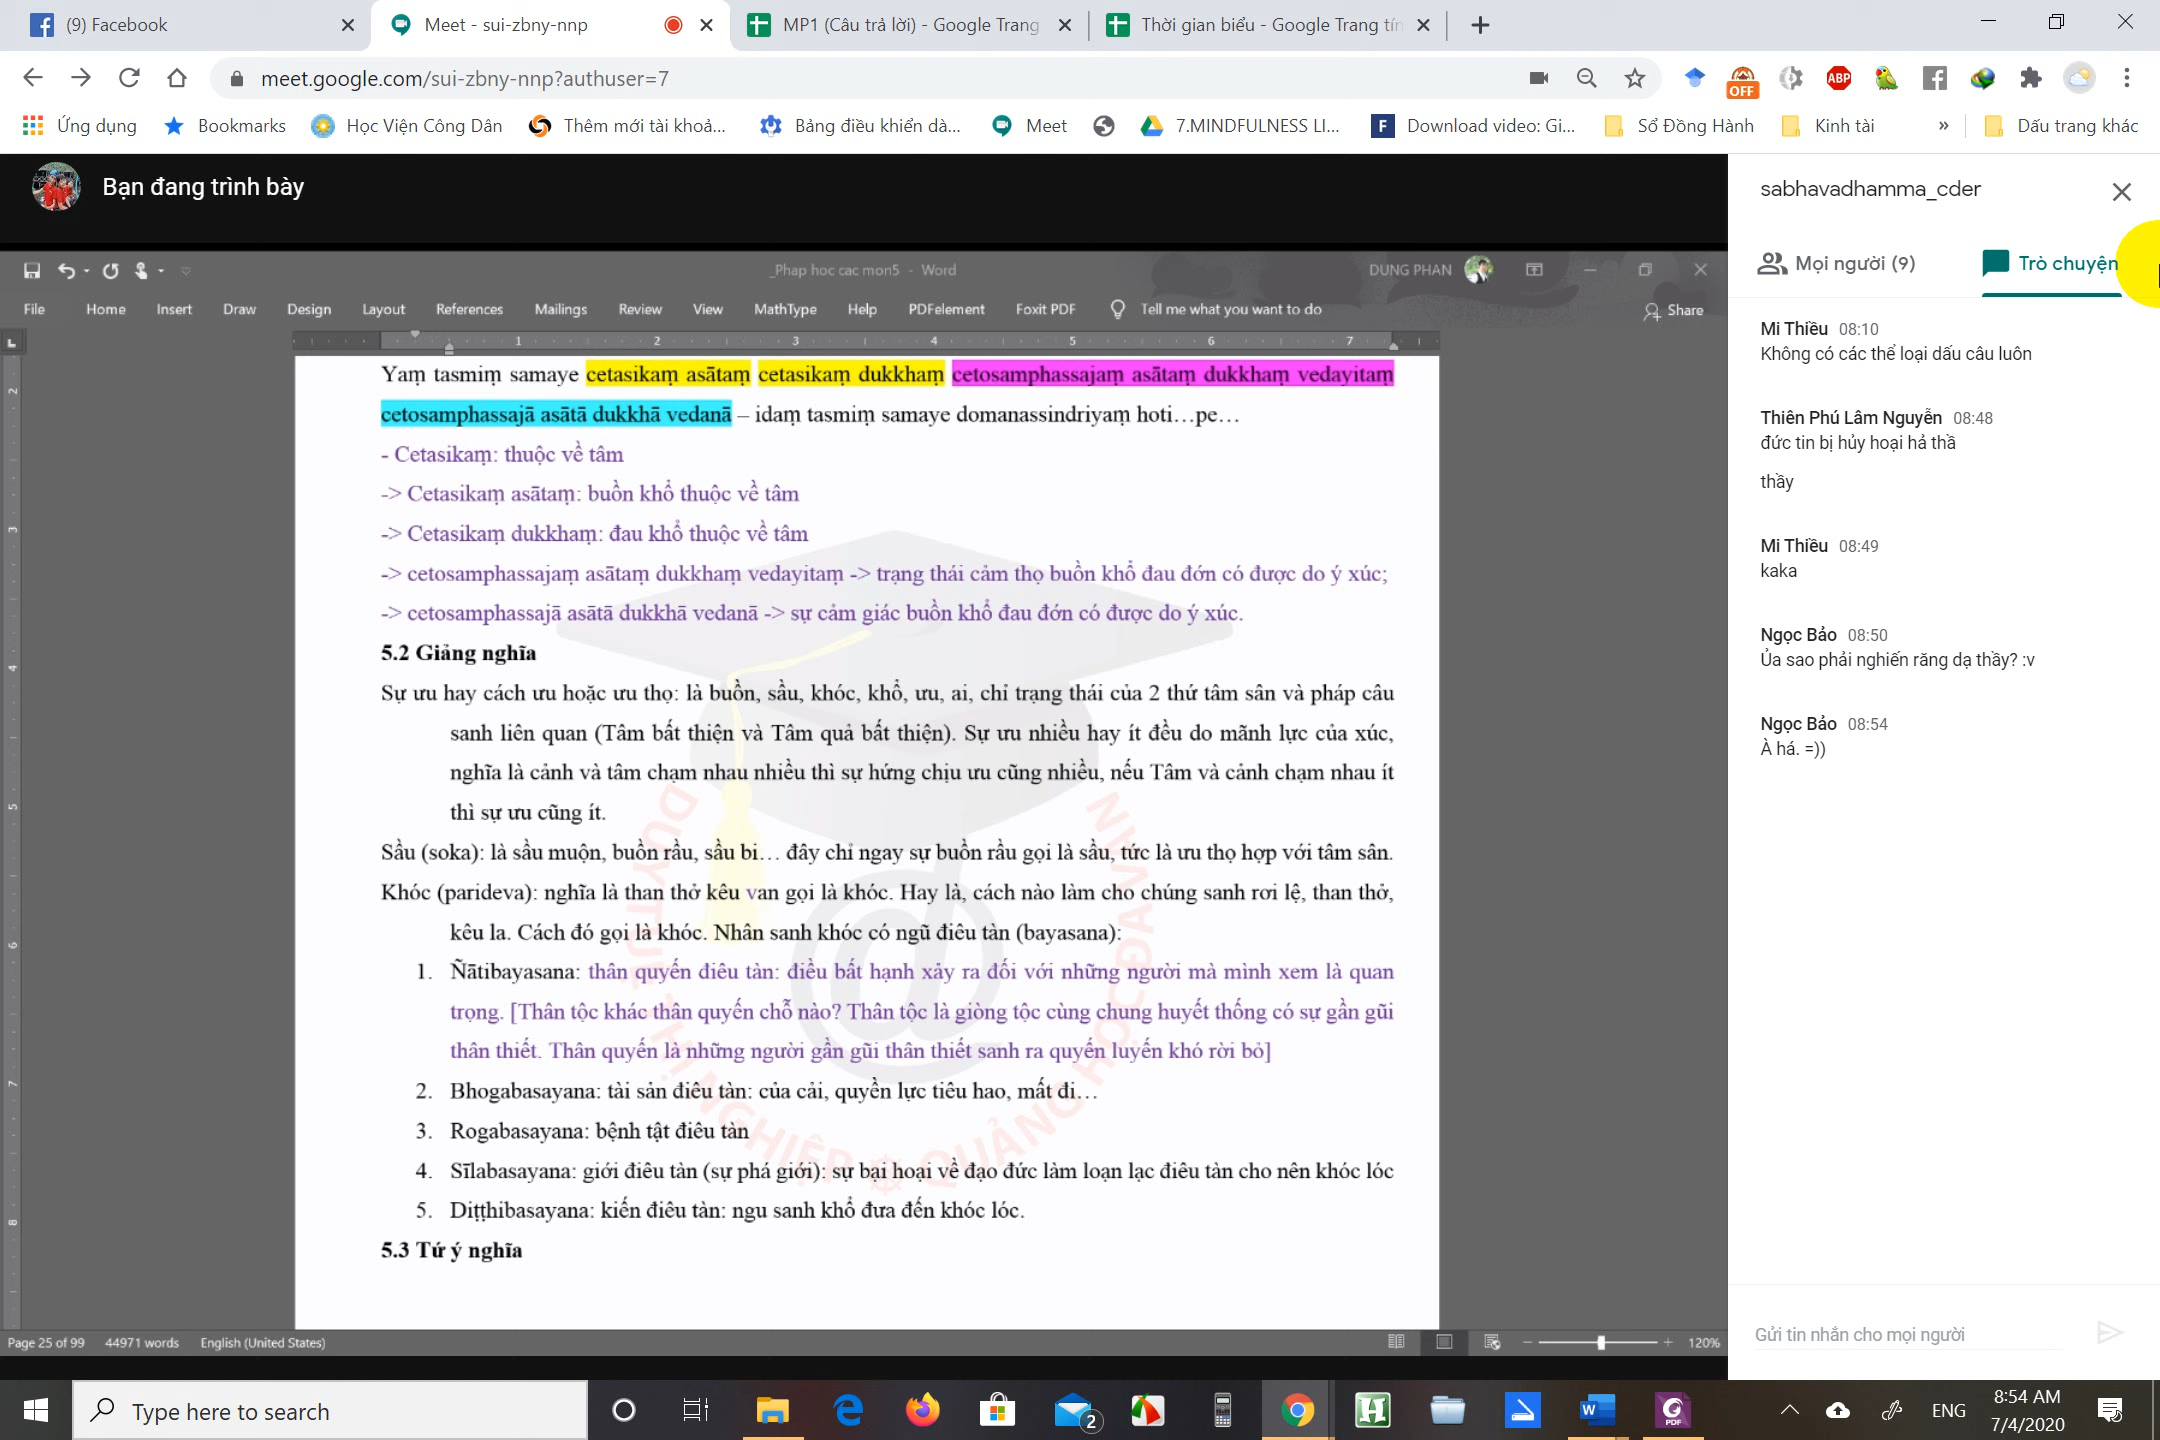 (9) Facebook
Meet - sui-zbny-nnp
MP1 (Câu trả lời) - Google Trang
Thời gian biểu - Google Trang tín
meet.google.com/sui-zbny-nnp?authuser=7
OFF
ABP
Ứng dụng
Bookmarks
Học Viện Công Dân
Thêm mới tài khoả...
Bảng điều khiển dà...
Meet
7.MINDFULNESS LI...
Download video: Gi...
Sổ Đồng Hành
Kinh tài
»
Dấu trang khác
Bạn đang trình bày
_Phap hoc cac mon5 - Word
DUNG PHAN
File Home Insert Draw Design Layout References Mailings Review View MathType Help PDFelement Foxit PDF Tell me what you want to do Share
1 2 3 4 5 6 7
Yaṃ tasmiṃ samaye cetasikaṃ asātaṃ cetasikaṃ dukkhaṃ cetosamphassajaṃ asātaṃ dukkhaṃ vedayitaṃ
cetosamphassajā asātā dukkhā vedanā – idaṃ tasmiṃ samaye domanassindriyaṃ hoti…pe…
- Cetasikaṃ: thuộc về tâm
-> Cetasikaṃ asātaṃ: buồn khổ thuộc về tâm
-> Cetasikaṃ dukkhaṃ: đau khổ thuộc về tâm
-> cetosamphassajaṃ asātaṃ dukkhaṃ vedayitaṃ -> trạng thái cảm thọ buồn khổ đau đớn có được do ý xúc;
-> cetosamphassajā asātā dukkhā vedanā -> sự cảm giác buồn khổ đau đớn có được do ý xúc.
5.2 Giảng nghĩa
Sự ưu hay cách ưu hoặc ưu thọ: là buồn, sầu, khóc, khổ, ưu, ai, chỉ trạng thái của 2 thứ tâm sân và pháp câu
sanh liên quan (Tâm bất thiện và Tâm quả bất thiện). Sự ưu nhiều hay ít đều do mãnh lực của xúc,
nghĩa là cảnh và tâm chạm nhau nhiều thì sự hứng chịu ưu cũng nhiều, nếu Tâm và cảnh chạm nhau ít
thì sự ưu cũng ít.
Sầu (soka): là sầu muộn, buồn rầu, sầu bi… đây chỉ ngay sự buồn rầu gọi là sầu, tức là ưu thọ hợp với tâm sân.
Khóc (parideva): nghĩa là than thở kêu van gọi là khóc. Hay là, cách nào làm cho chúng sanh rơi lệ, than thở,
kêu la. Cách đó gọi là khóc. Nhân sanh khóc có ngũ điêu tàn (bayasana):
1. Ñātibayasana: thân quyến điêu tàn: điều bất hạnh xảy ra đối với những người mà mình xem là quan
trọng. [Thân tộc khác thân quyến chỗ nào? Thân tộc là giòng tộc cùng chung huyết thống có sự gần gũi
thân thiết. Thân quyến là những người gần gũi thân thiết sanh ra quyến luyến khó rời bỏ]
2. Bhogabasayana: tài sản điêu tàn: của cải, quyền lực tiêu hao, mất đi…
3. Rogabasayana: bệnh tật điêu tàn
4. Sīlabasayana: giới điêu tàn (sự phá giới): sự bại hoại về đạo đức làm loạn lạc điêu tàn cho nên khóc lóc
5. Diṭṭhibasayana: kiến điêu tàn: ngu sanh khổ đưa đến khóc lóc.
5.3 Tứ ý nghĩa
Page 25 of 99 44971 words English (United States)
120%
sabhavadhamma_cder
Mọi người (9)
Trò chuyện
Mi Thiều 08:10
Không có các thể loại dấu câu luôn
Thiên Phú Lâm Nguyễn 08:48
đức tin bị hủy hoại hả thầ
thầy
Mi Thiều 08:49
kaka
Ngọc Bảo 08:50
Ủa sao phải nghiến răng dạ thầy? :v
Ngọc Bảo 08:54
À há. =))
Gửi tin nhắn cho mọi người
Type here to search
2
ENG
8:54 AM
7/4/2020